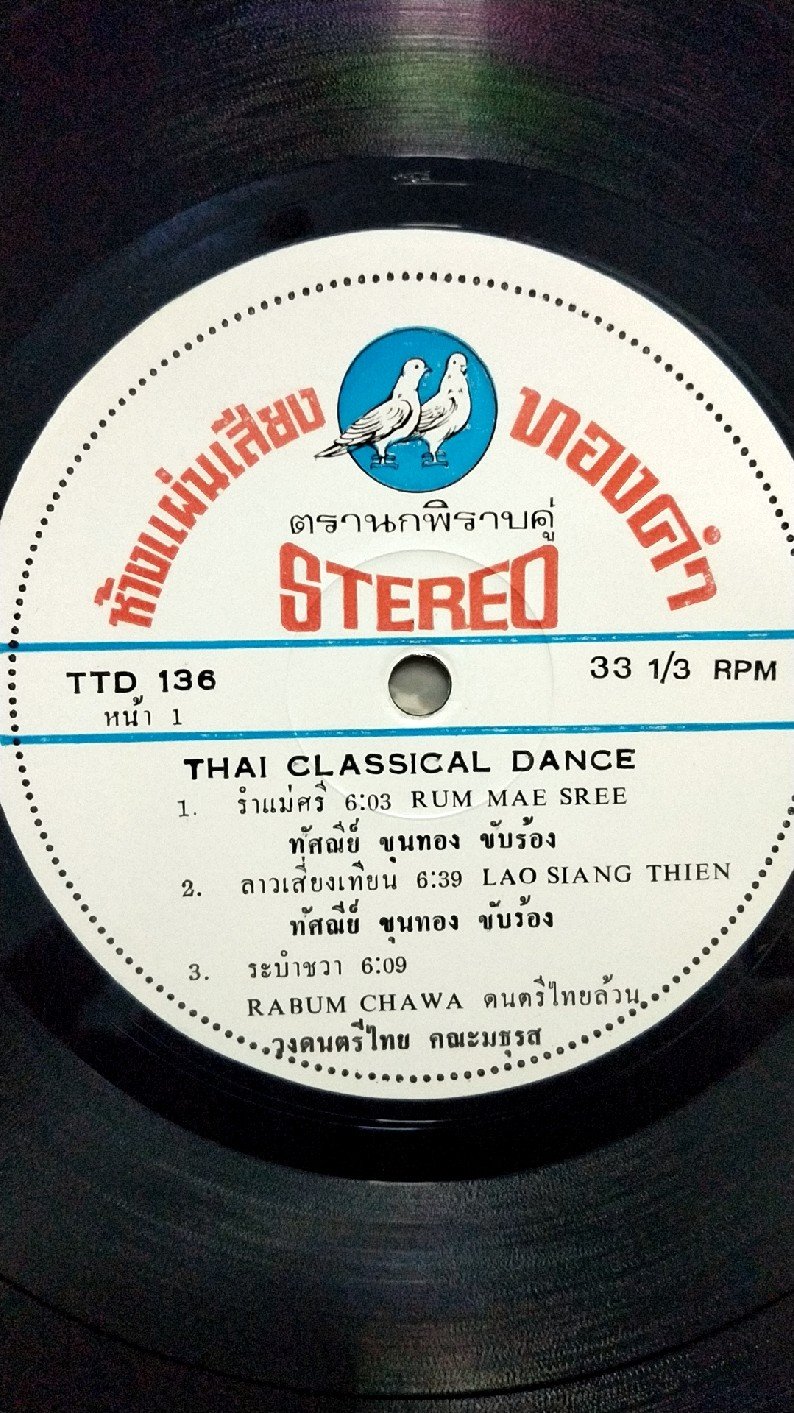 ห้างแผ่นเสียง ทองคำ
ตรานกพิราบคู่
STEREO
TTD 136
หน้า 1
33 1/3 RPM
THAI CLASSICAL DANCE
1. รำแม่ศรี 6:03 RUM MAE SREE
ทัศณีย์ ขุนทอง ขับร้อง
2. ลาวเสี่ยงเทียน 6:39 LAO SIANG THIEN
ทัศณีย์ ขุนทอง ขับร้อง
3. ระบำชวา 6:09
RABUM CHAWA ดนตรีไทยล้วน
วงดนตรีไทย คณะมธุรส